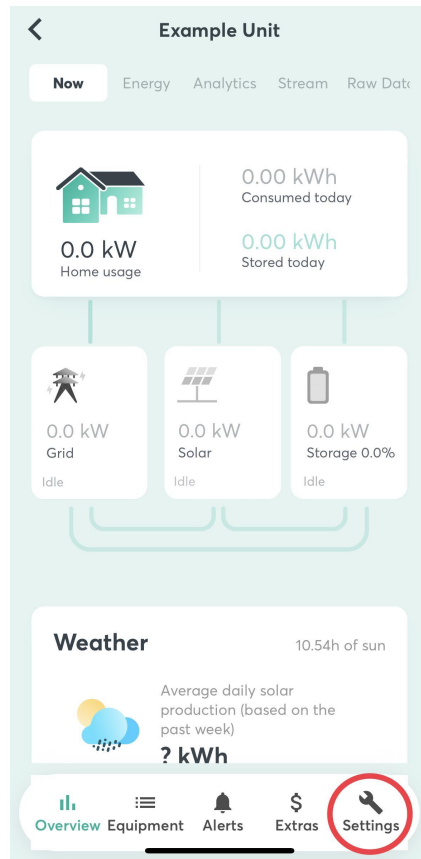 Example Unit
Now Energy Analytics Stream Raw Data
0.00 kWh
Consumed today
0.0 kW
Home usage
0.00 kWh
Stored today
0.0 kW
Grid
Idle
0.0 kW
Solar
Idle
0.0 kW
Storage 0.0%
Idle
Weather
10.54h of sun
Average daily solar
production (based on the
past week)
? kWh
Overview Equipment Alerts Extras Settings